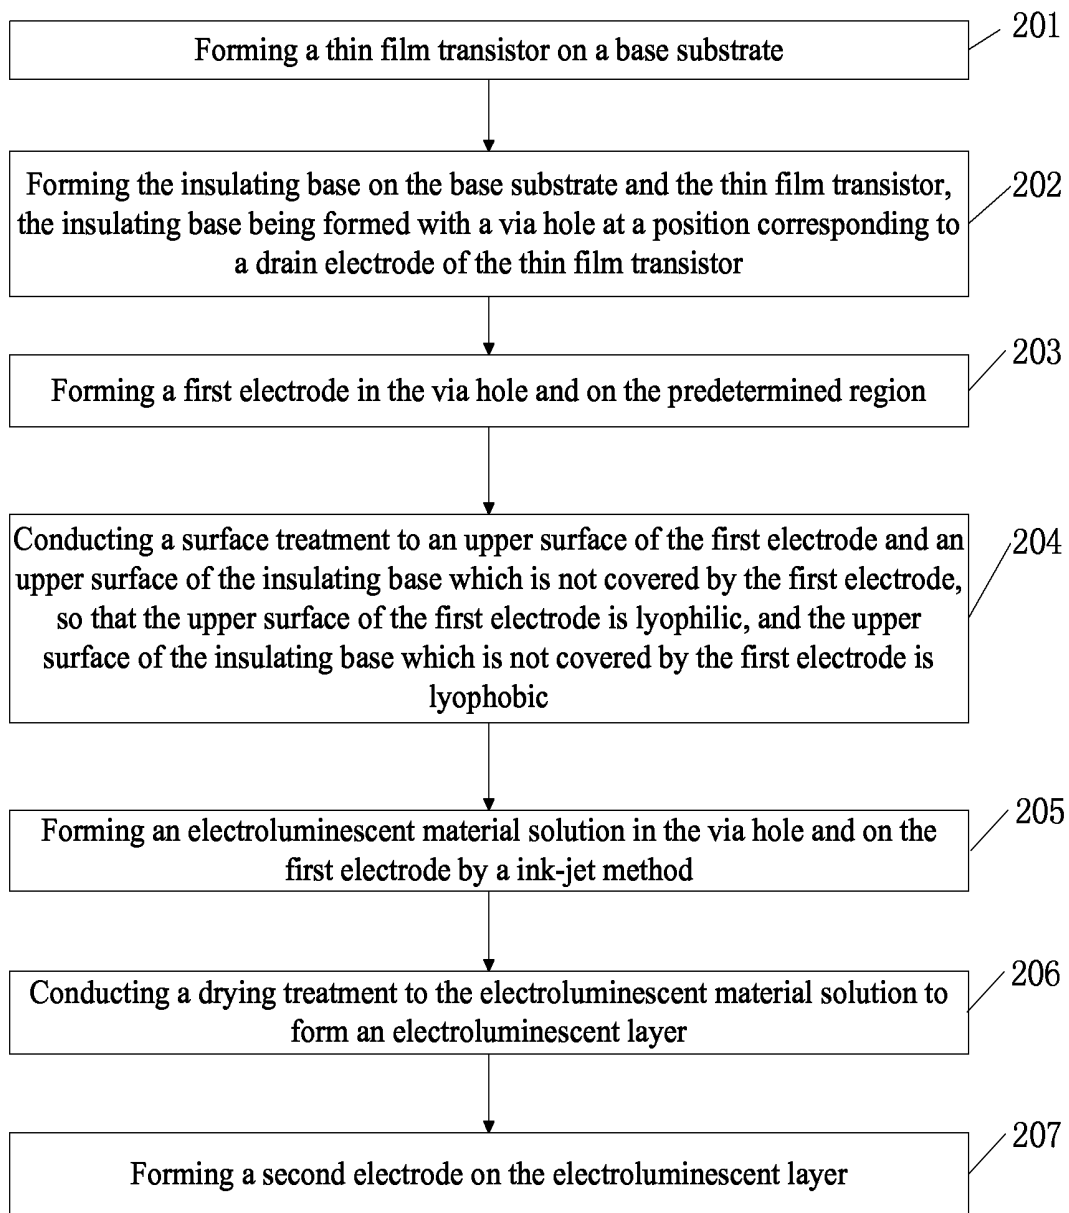 Forming a thin film transistor on a base substrate
201
Forming the insulating base on the base substrate and the thin film transistor,
the insulating base being formed with a via hole at a position corresponding to
a drain electrode of the thin film transistor
202
Forming a first electrode in the via hole and on the predetermined region
203
Conducting a surface treatment to an upper surface of the first electrode and an
upper surface of the insulating base which is not covered by the first electrode,
so that the upper surface of the first electrode is lyophilic, and the upper
surface of the insulating base which is not covered by the first electrode is
lyophobic
204
Forming an electroluminescent material solution in the via hole and on the
first electrode by a ink-jet method
205
Conducting a drying treatment to the electroluminescent material solution to
form an electroluminescent layer
206
Forming a second electrode on the electroluminescent layer
207